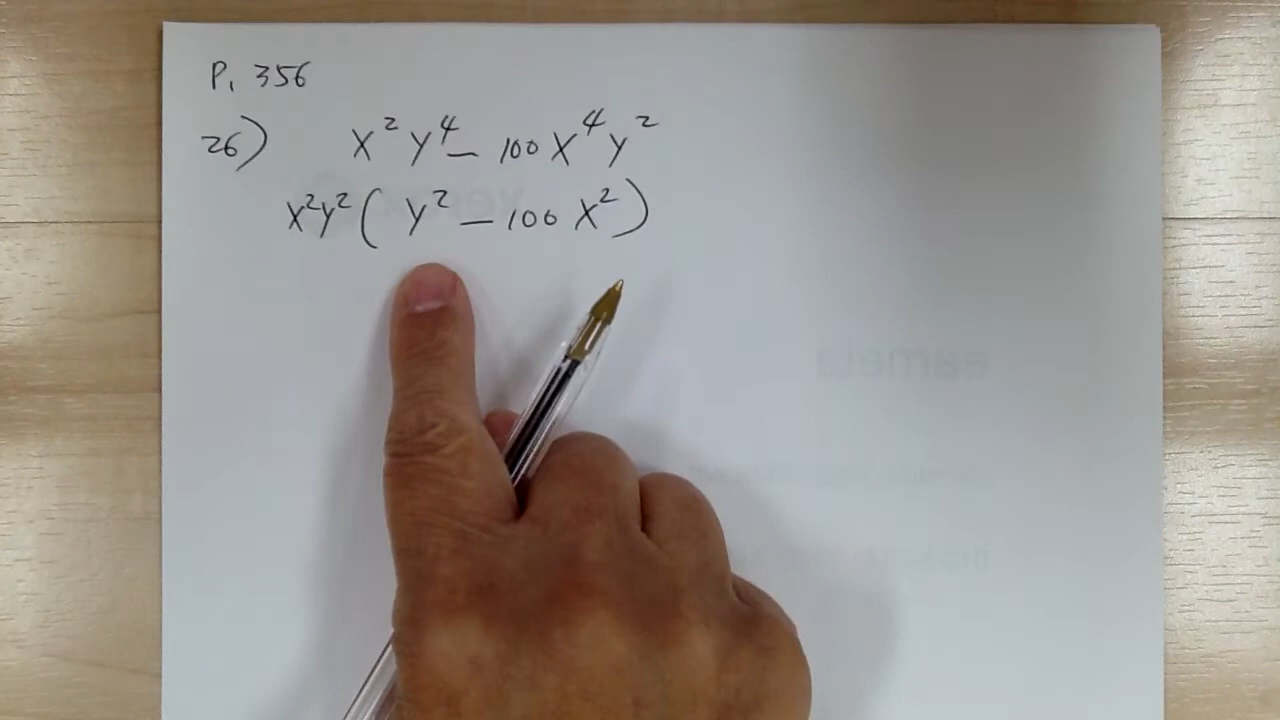 P. 356
26) x²y⁴ - 100x⁴y²
x²y²(y² - 100x²)